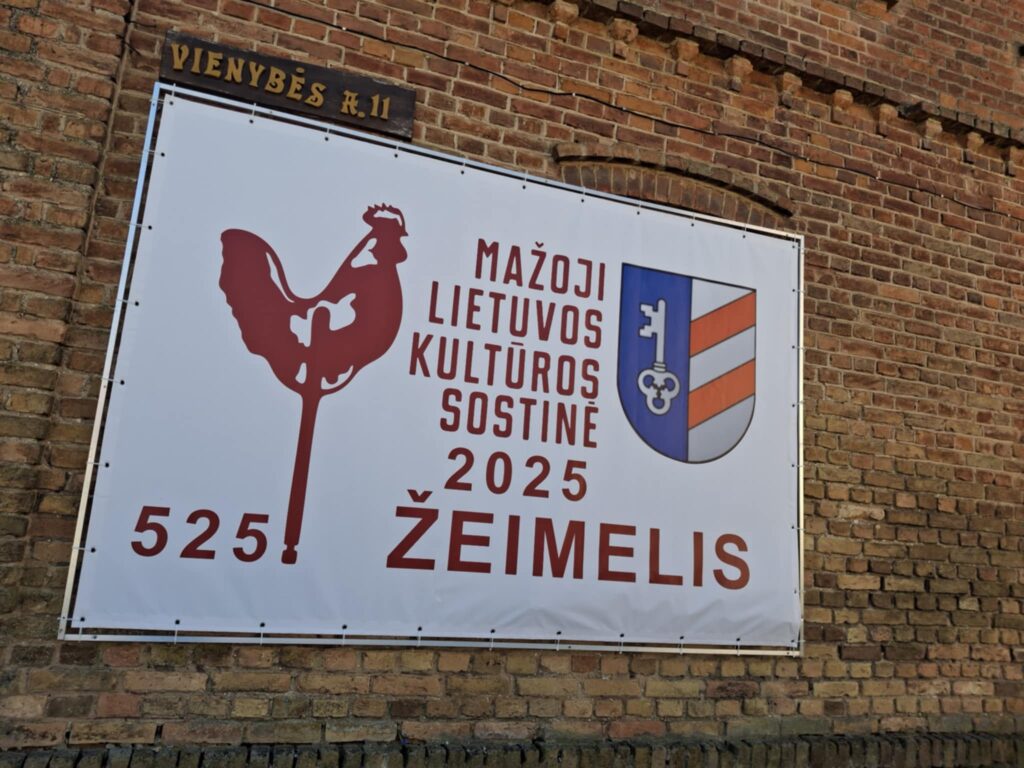 VIENYBĖS A. 11
MAŽOJI
LIETUVOS
KULTŪROS
SOSTINĖ
2025
525
ŽEIMELIS